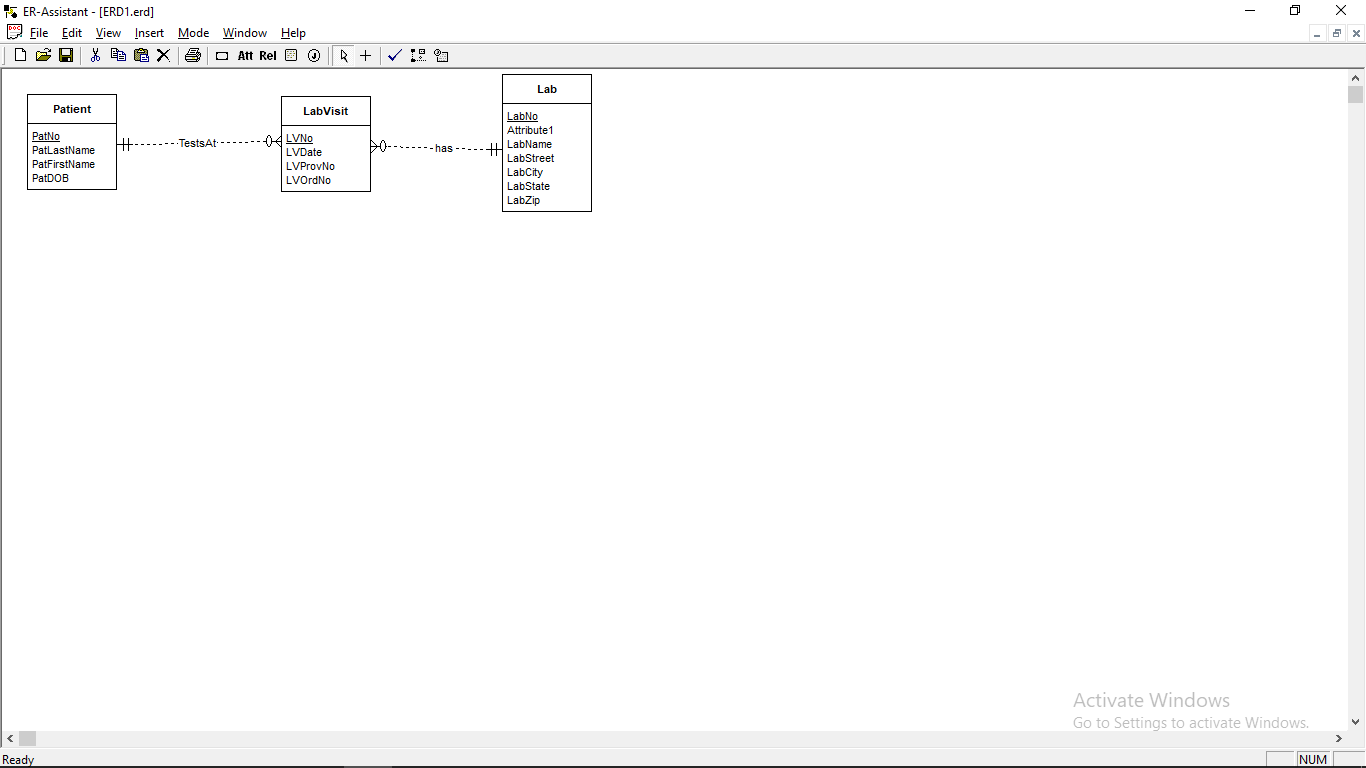 ER-Assistant - [ERD1.erd]
File Edit View Insert Mode Window Help
Att Rel J
Patient
PatNo
PatLastName
PatFirstName
PatDOB
TestsAt
LabVisit
LVNo
LVDate
LVProvNo
LVOrdNo
has
Lab
LabNo
Attribute1
LabName
LabStreet
LabCity
LabState
LabZip
Activate Windows
Go to Settings to activate Windows.
Ready NUM